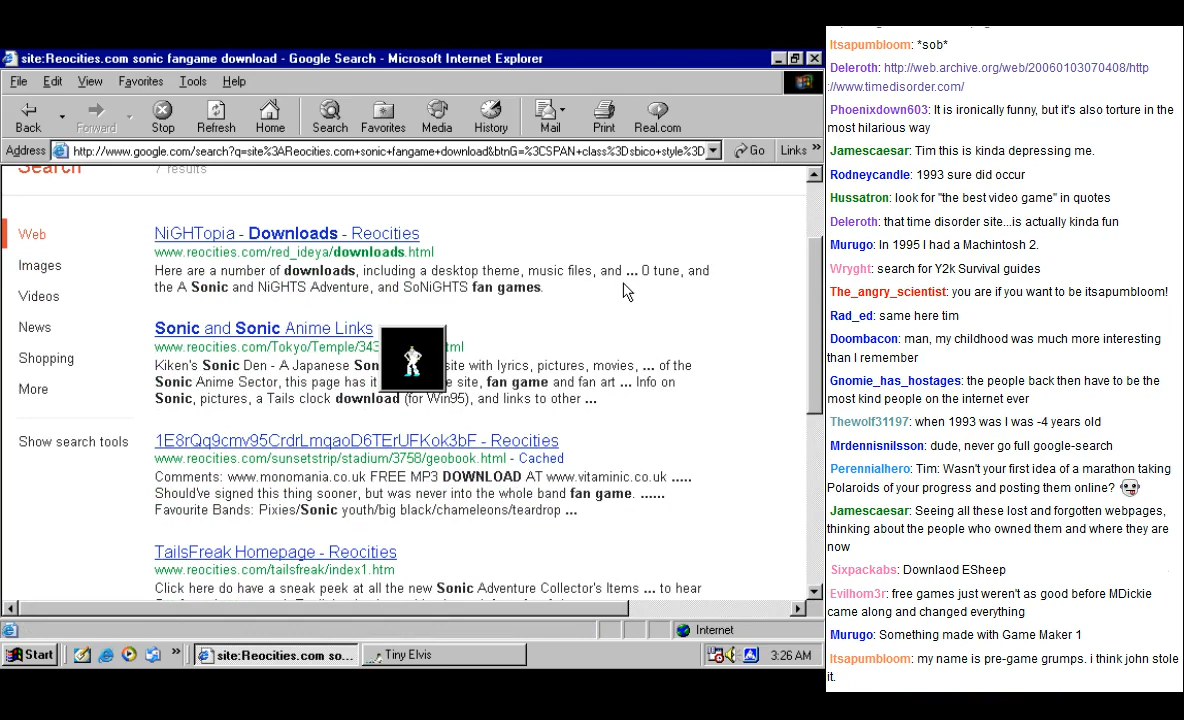 site:Reocities.com sonic fangame download - Google Search - Microsoft Internet Explorer
File Edit View Favorites Tools Help
Back Forward Stop Refresh Home Search Favorites Media History Mail Print Real.com
Address http://www.google.com/search?q=site%3AReocities.com+sonic+fangame+download&btnG=%3CSPAN+class%3Dsbico+style%3D Go Links »
Search 7 results
Web
Images
Videos
News
Shopping
More
Show search tools
NiGHTopia - Downloads - Reocities
www.reocities.com/red_ideya/downloads.html
Here are a number of downloads, including a desktop theme, music files, and ... 0 tune, and
the A Sonic and NiGHTS Adventure, and SoNiGHTS fan games.
Sonic and Sonic Anime Links
www.reocities.com/Tokyo/Temple/343 ml
Kiken's Sonic Den - A Japanese Son site with lyrics, pictures, movies, ... of the
Sonic Anime Sector, this page has it site, fan game and fan art ... Info on
Sonic, pictures, a Tails clock download (for Win95), and links to other ...
1E8rQq9cmv95CrdrLmqaoD6TErUFKok3bF - Reocities
www.reocities.com/sunsetstrip/stadium/3758/geobook.html - Cached
Comments: www.monomania.co.uk FREE MP3 DOWNLOAD AT www.vitaminic.co.uk .....
Should've signed this thing sooner, but was never into the whole band fan game. ......
Favourite Bands: Pixies/Sonic youth/big black/chameleons/teardrop ...
TailsFreak Homepage - Reocities
www.reocities.com/tailsfreak/index1.htm
Click here do have a sneak peek at all the new Sonic Adventure Collector's Items ... to hear
Internet
Start » site:Reocities.com so... Tiny Elvis 3:26 AM
Itsapumbloom: *sob*
Deleroth: http://web.archive.org/web/20060103070408/http
://www.timedisorder.com/
Phoenixdown603: It is ironically funny, but it's also torture in the
most hilarious way
Jamescaesar: Tim this is kinda depressing me.
Rodneycandle: 1993 sure did occur
Hussatron: look for "the best video game" in quotes
Deleroth: that time disorder site...is actually kinda fun
Murugo: In 1995 I had a Machintosh 2.
Wryght: search for Y2k Survival guides
The_angry_scientist: you are if you want to be itsapumbloom!
Rad_ed: same here tim
Doombacon: man, my childhood was much more interesting
than I remember
Gnomie_has_hostages: the people back then have to be the
most kind people on the internet ever
Thewolf31197: when 1993 was I was -4 years old
Mrdennisnilsson: dude, never go full google-search
Perennialhero: Tim: Wasn't your first idea of a marathon taking
Polaroids of your progress and posting them online?
Jamescaesar: Seeing all these lost and forgotten webpages,
thinking about the people who owned them and where they are
now
Sixpackabs: Downlaod ESheep
Evilhom3r: free games just weren't as good before MDickie
came along and changed everything
Murugo: Something made with Game Maker 1
Itsapumbloom: my name is pre-game grumps. i think john stole
it.